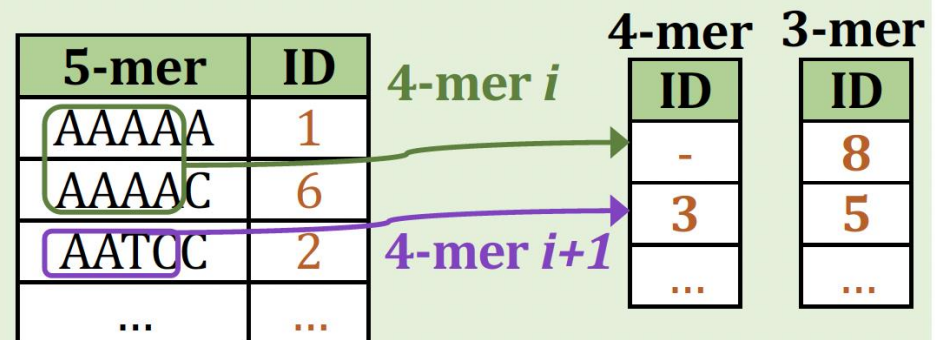 4-mer 3-mer
5-mer ID
4-mer i
ID ID
AAAAA 1
- 8
AAAAC 6
3 5
AATCC 2
4-mer i+1
... ...
... ...